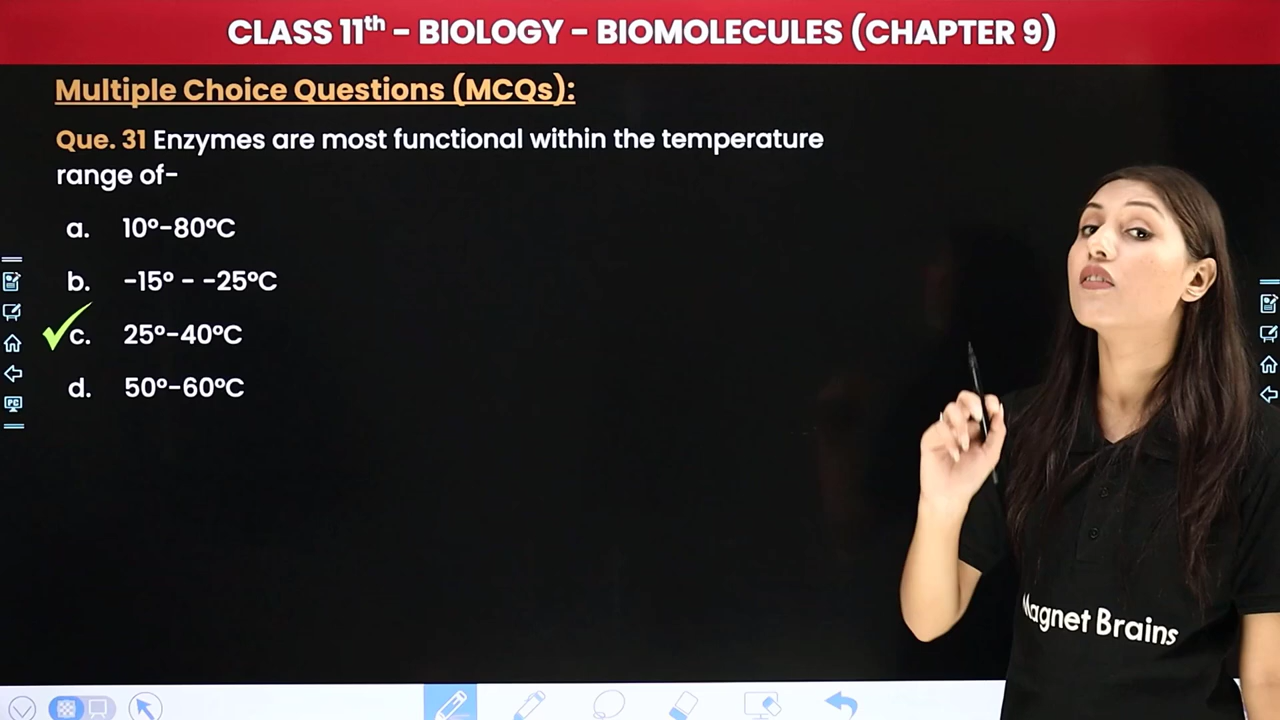 CLASS 11th - BIOLOGY - BIOMOLECULES (CHAPTER 9)
Multiple Choice Questions (MCQs):
Que. 31 Enzymes are most functional within the temperature
range of-
a. 10°-80°C
b. -15° - -25°C
c. 25°-40°C
d. 50°-60°C
Magnet Brains
PC